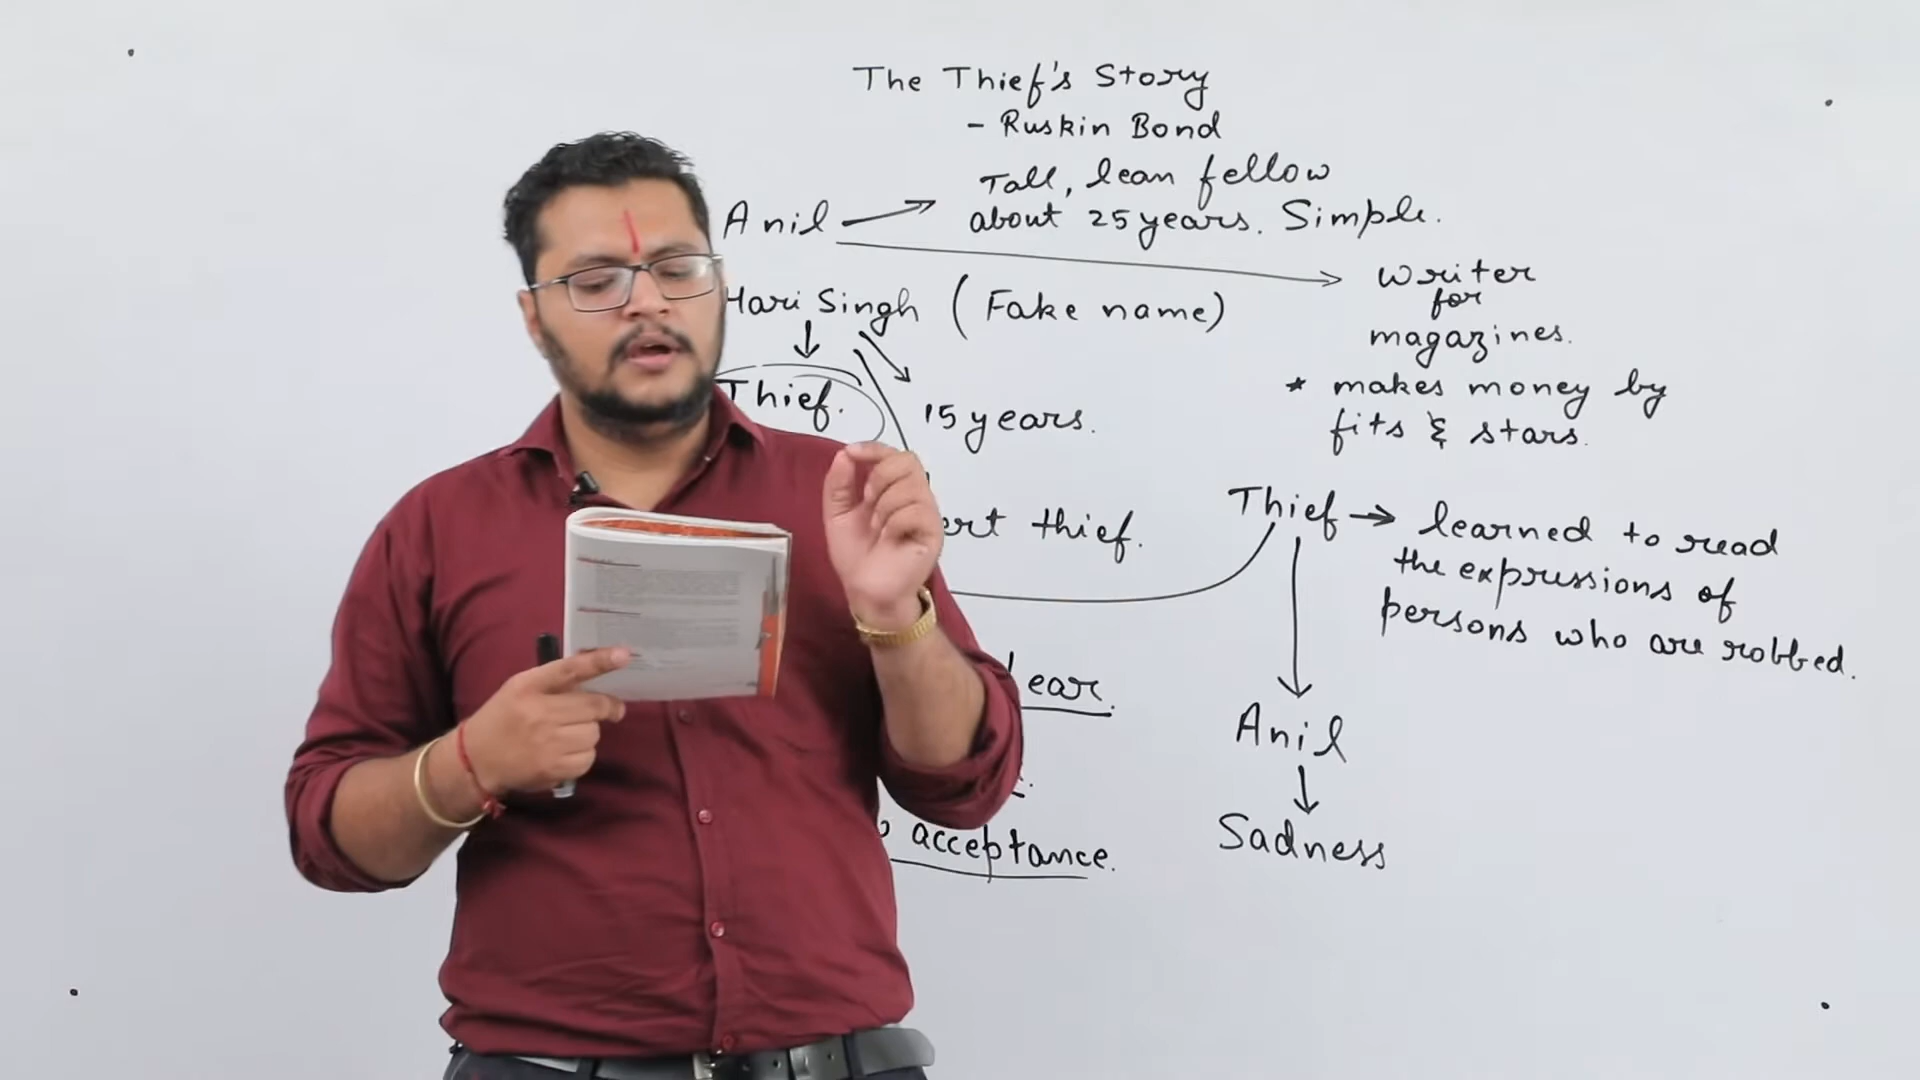 The Thief's Story
- Ruskin Bond
Tall, lean fellow
Anil → about 25 years. Simple.
writer
for
magazines.
Hari Singh (Fake name)
* makes money by
fits & stars.
Thief.
15 years.
thief.
Thief → learned to read
the expressions of
persons who are robbed.
Anil
Sadness
acceptance.